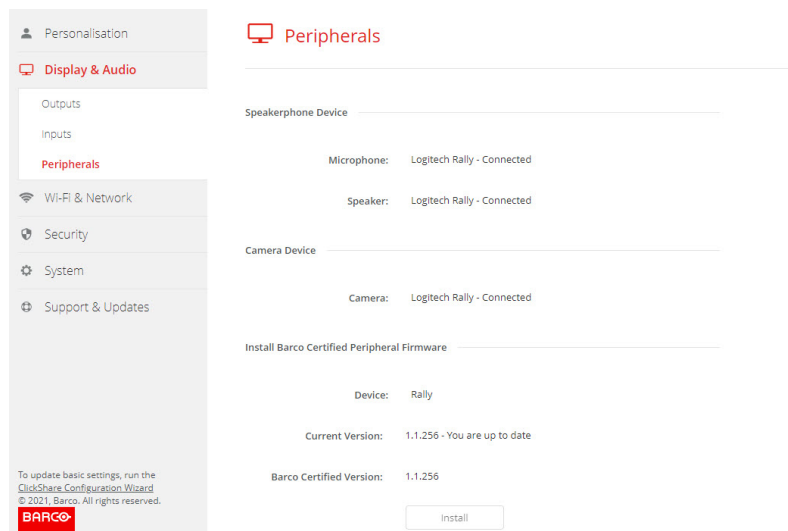 Personalisation
Display & Audio
Outputs
Inputs
Peripherals
Wi-Fi & Network
Security
System
Support & Updates
To update basic settings, run the
ClickShare Configuration Wizard
© 2021, Barco. All rights reserved.
BARCO
Peripherals
Speakerphone Device
Microphone: Logitech Rally - Connected
Speaker: Logitech Rally - Connected
Camera Device
Camera: Logitech Rally - Connected
Install Barco Certified Peripheral Firmware
Device: Rally
Current Version: 1.1.256 - You are up to date
Barco Certified Version: 1.1.256
Install